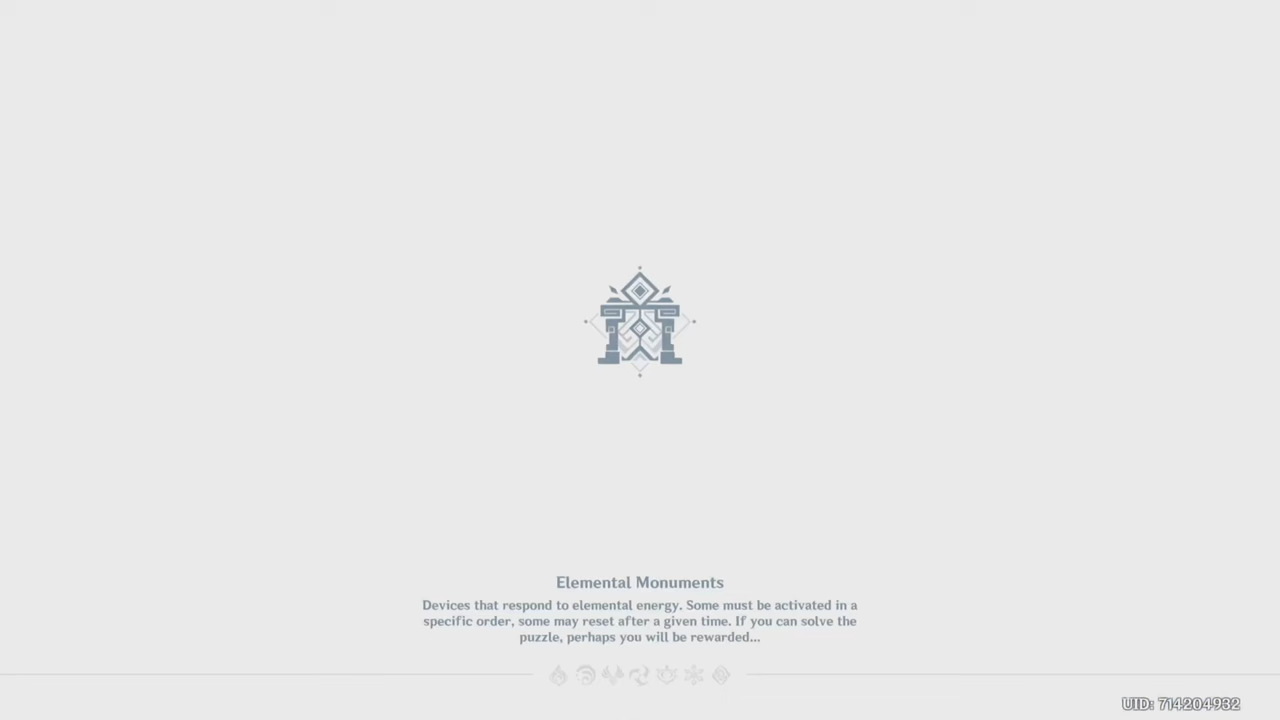 Elemental Monuments
Devices that respond to elemental energy. Some must be activated in a
specific order, some may reset after a given time. If you can solve the
puzzle, perhaps you will be rewarded...
UID: 714204932